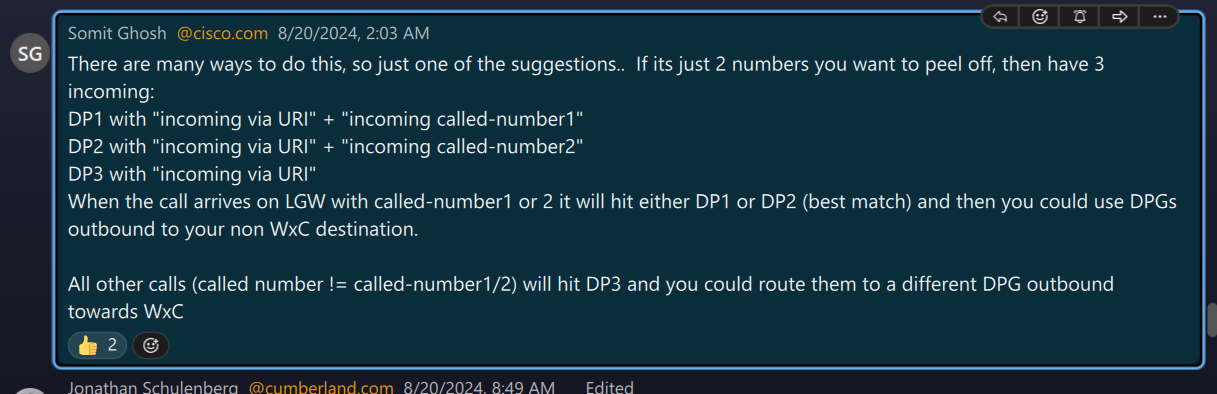 Somit Ghosh @cisco.com 8/20/2024, 2:03 AM
SG
There are many ways to do this, so just one of the suggestions..  If its just 2 numbers you want to peel off, then have 3
incoming:
DP1 with "incoming via URI" + "incoming called-number1"
DP2 with "incoming via URI" + "incoming called-number2"
DP3 with "incoming via URI"
When the call arrives on LGW with called-number1 or 2 it will hit either DP1 or DP2 (best match) and then you could use DPGs
outbound to your non WxC destination.
All other calls (called number != called-number1/2) will hit DP3 and you could route them to a different DPG outbound
towards WxC
2
Jonathan Schulenberg @cumberland.com 8/20/2024, 8:49 AM Edited